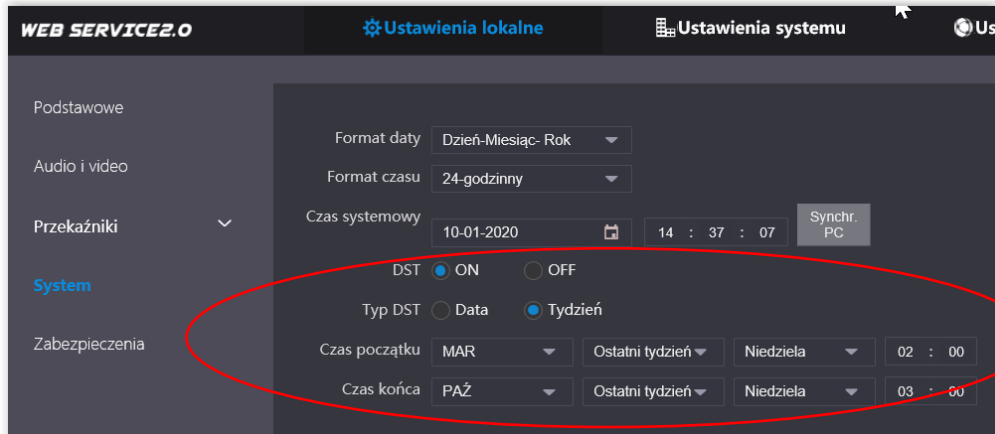 WEB SERVICE2.0
Ustawienia lokalne
Ustawienia systemu
Us
Podstawowe
Audio i video
Przekaźniki
System
Zabezpieczenia
Format daty Dzień-Miesiąc- Rok
Format czasu 24-godzinny
Czas systemowy 10-01-2020 14 : 37 : 07 Synchr.
PC
DST ON OFF
Typ DST Data Tydzień
Czas początku MAR Ostatni tydzień Niedziela 02 : 00
Czas końca PAŹ Ostatni tydzień Niedziela 03 : 00